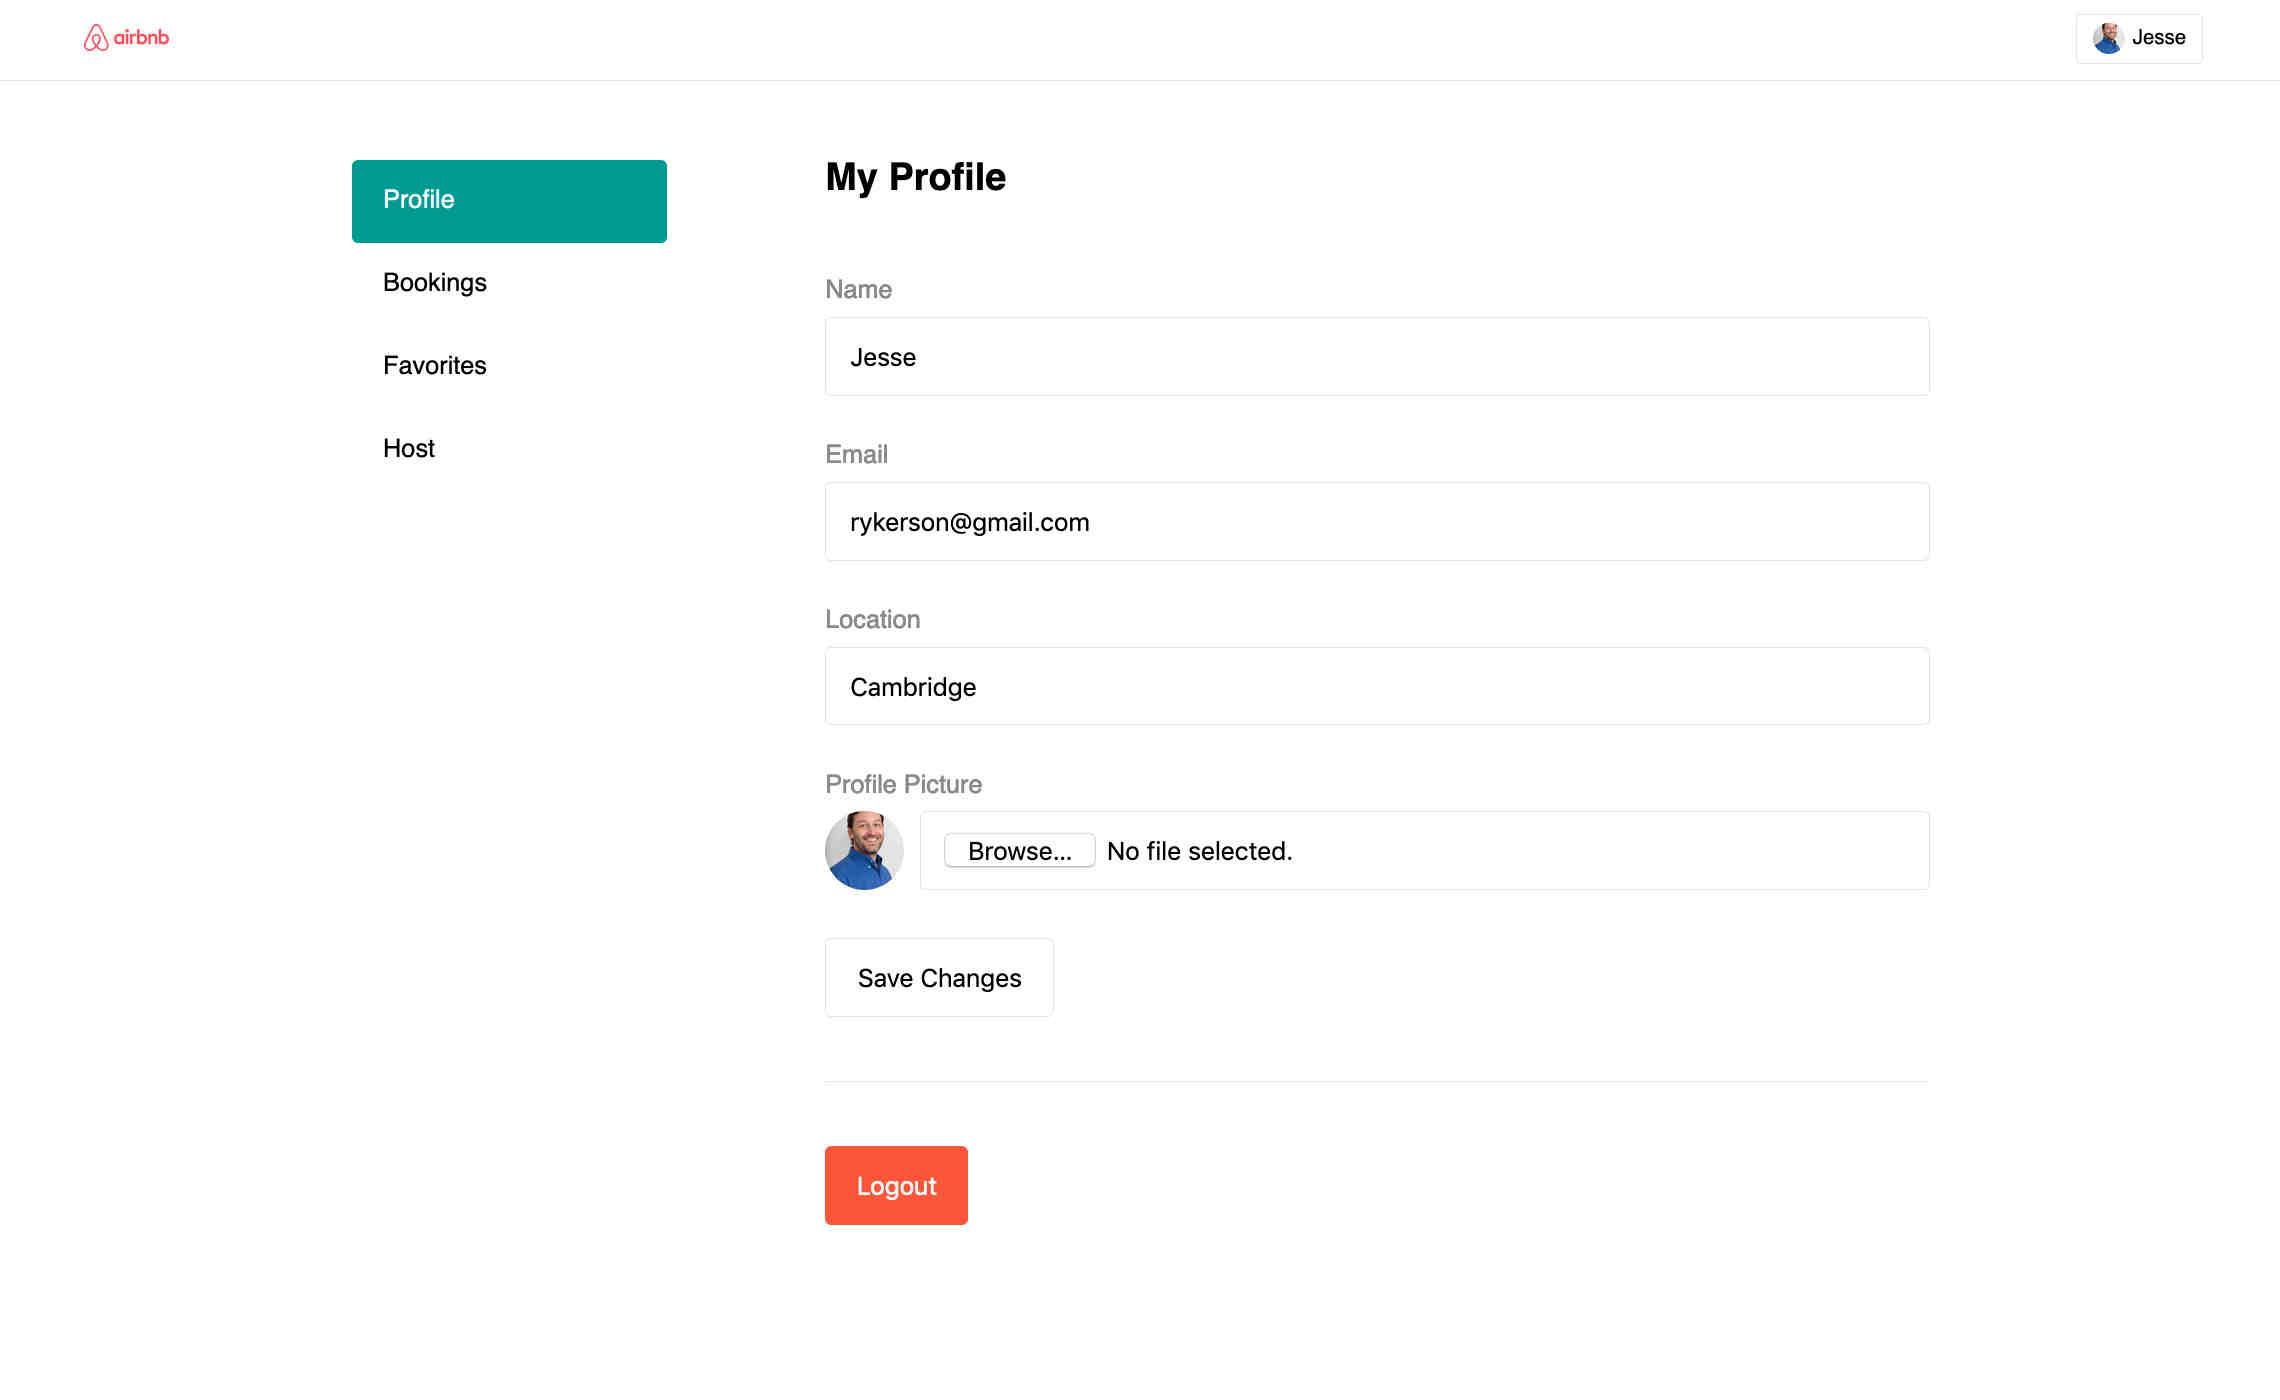 airbnb
Jesse
Profile
Bookings
Favorites
Host
My Profile
Name
Jesse
Email
rykerson@gmail.com
Location
Cambridge
Profile Picture
Browse... No file selected.
Save Changes
Logout